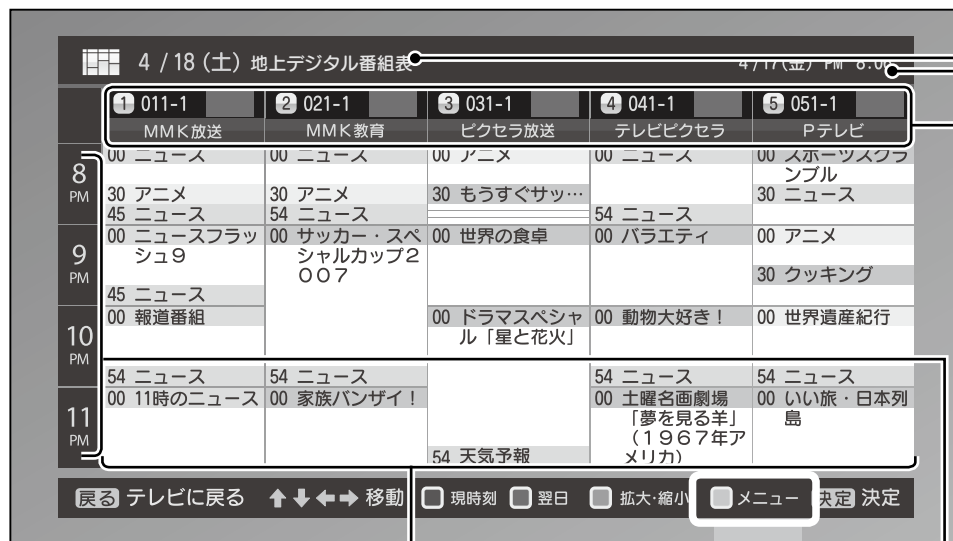 4 / 18 (土) 地上デジタル番組表
4 / 17(金) PM 8:00
1 011-1
2 021-1
3 031-1
4 041-1
5 051-1
MMK放送
MMK教育
ピクセラ放送
テレビピクセラ
Pテレビ
8
PM
00 ニュース
30 アニメ
45 ニュース
00 ニュース
30 アニメ
54 ニュース
00 アニメ
30 もうすぐサッ…
00 ニュース
54 ニュース
00 スポーツスクラ
ンブル
30 ニュース
9
PM
00 ニュースフラッ
シュ9
45 ニュース
00 サッカー・スペ
シャルカップ2
007
00 世界の食卓
00 バラエティ
00 アニメ
30 クッキング
10
PM
00 報道番組
54 ニュース
54 ニュース
00 ドラマスペシャ
ル「星と花火」
00 動物大好き！
54 ニュース
00 世界遺産紀行
54 ニュース
11
PM
00 11時のニュース
00 家族バンザイ！
54 天気予報
00 土曜名画劇場
「夢を見る羊」
(1967年ア
メリカ)
00 いい旅・日本列
島
戻る テレビに戻る ↑↓←→ 移動 現時刻 翌日 拡大・縮小 メニュー 決定 決定